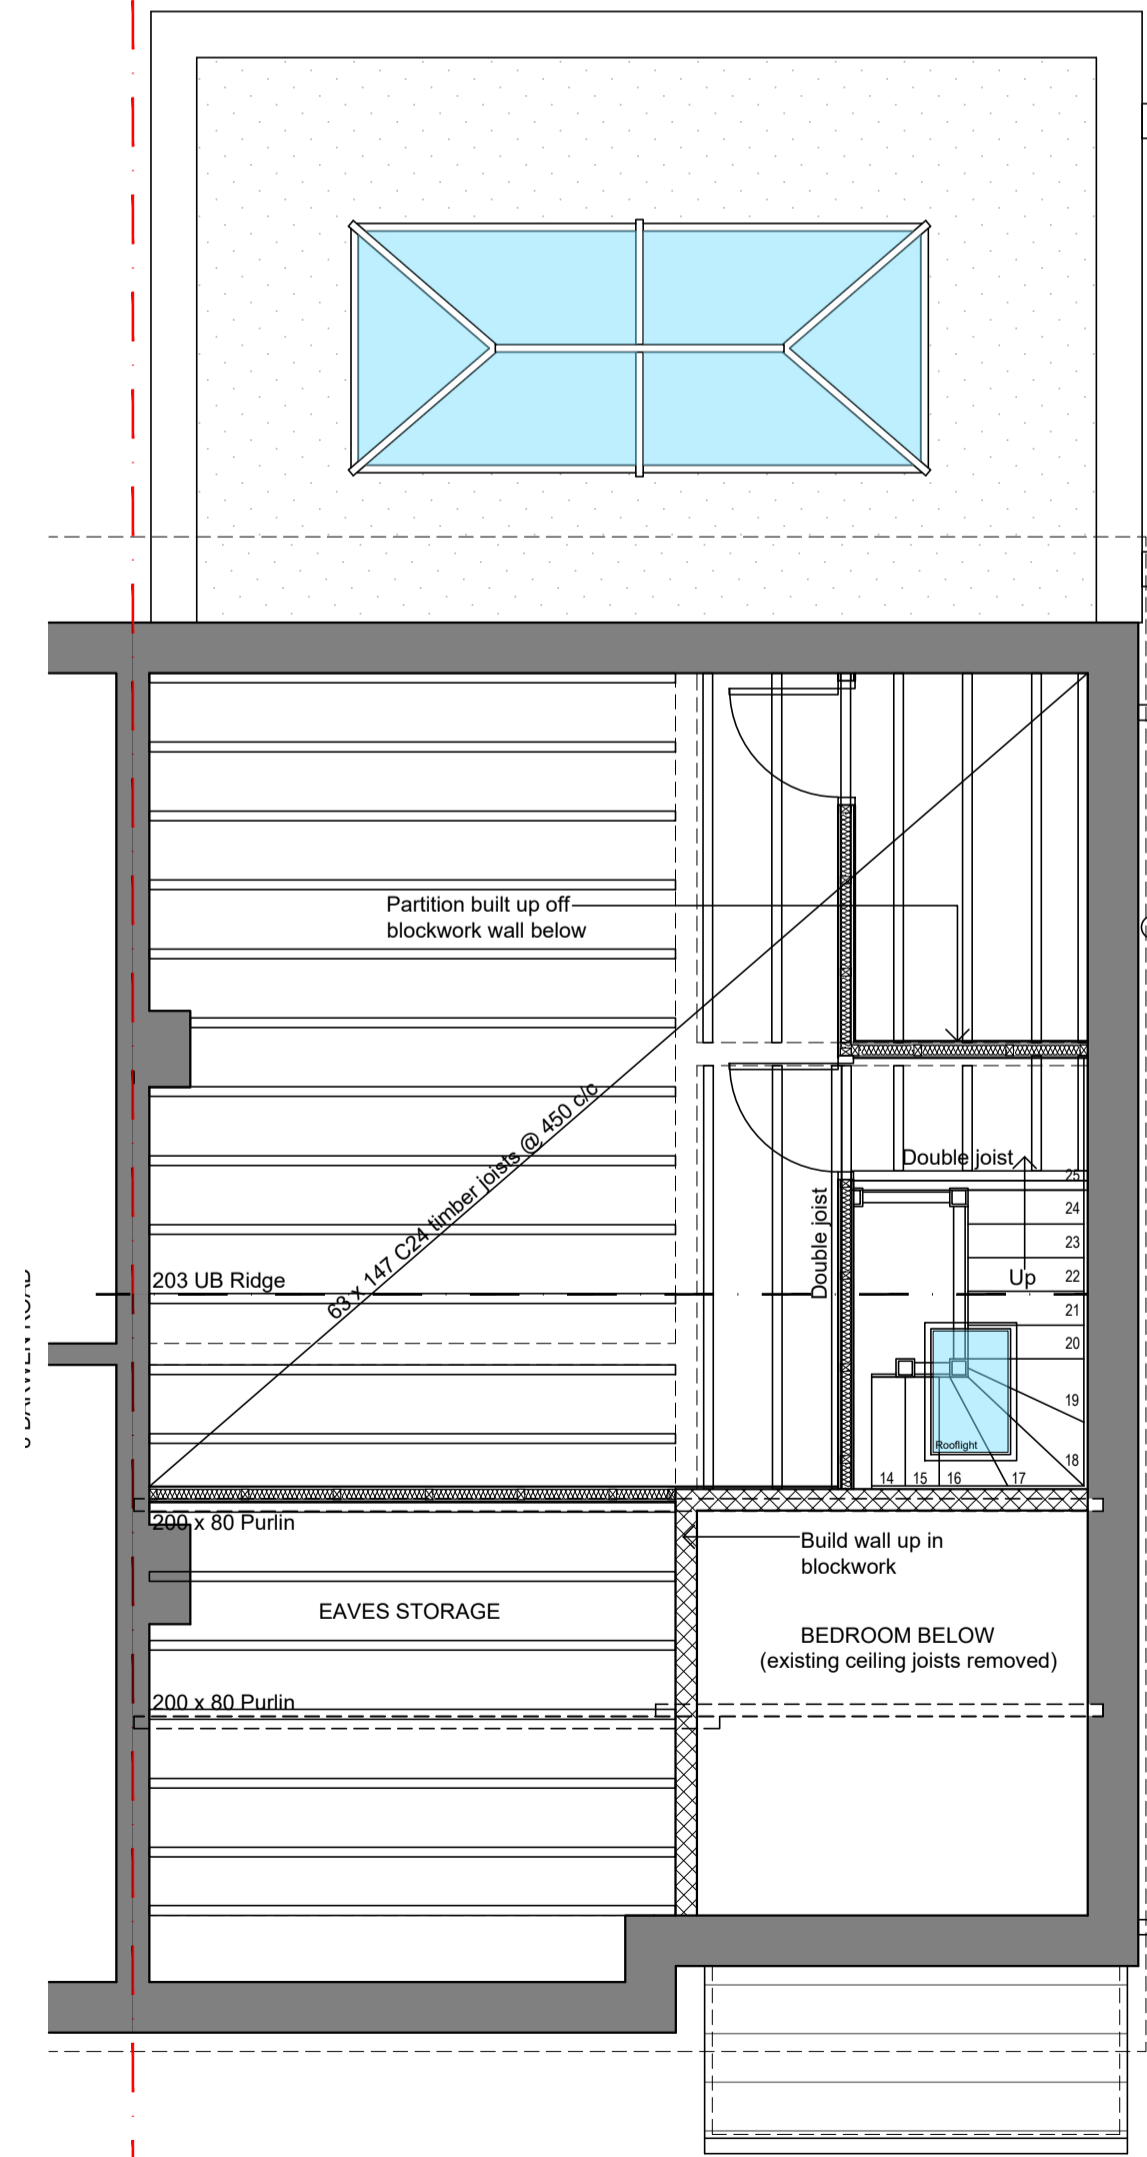 Partition built up off
blockwork wall below
63 x 147 C24 timber joists @ 450 c/c
Double joist
Double joist
25
24
23
Up
22
203 UB Ridge
21
20
19
Rooflight
18
14
15
16
17
200 x 80 Purlin
Build wall up in
blockwork
EAVES STORAGE
BEDROOM BELOW
(existing ceiling joists removed)
200 x 80 Purlin